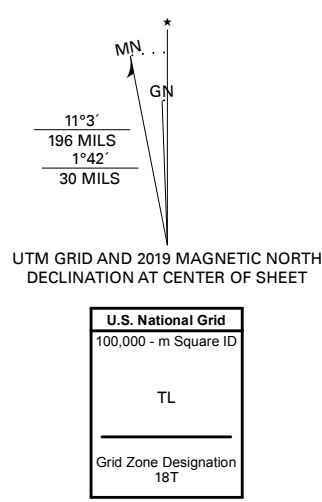 ★
MN
GN
11°3´
196 MILS
1°42´
30 MILS
UTM GRID AND 2019 MAGNETIC NORTH
DECLINATION AT CENTER OF SHEET
U.S. National Grid
100,000 - m Square ID
TL
Grid Zone Designation
18T